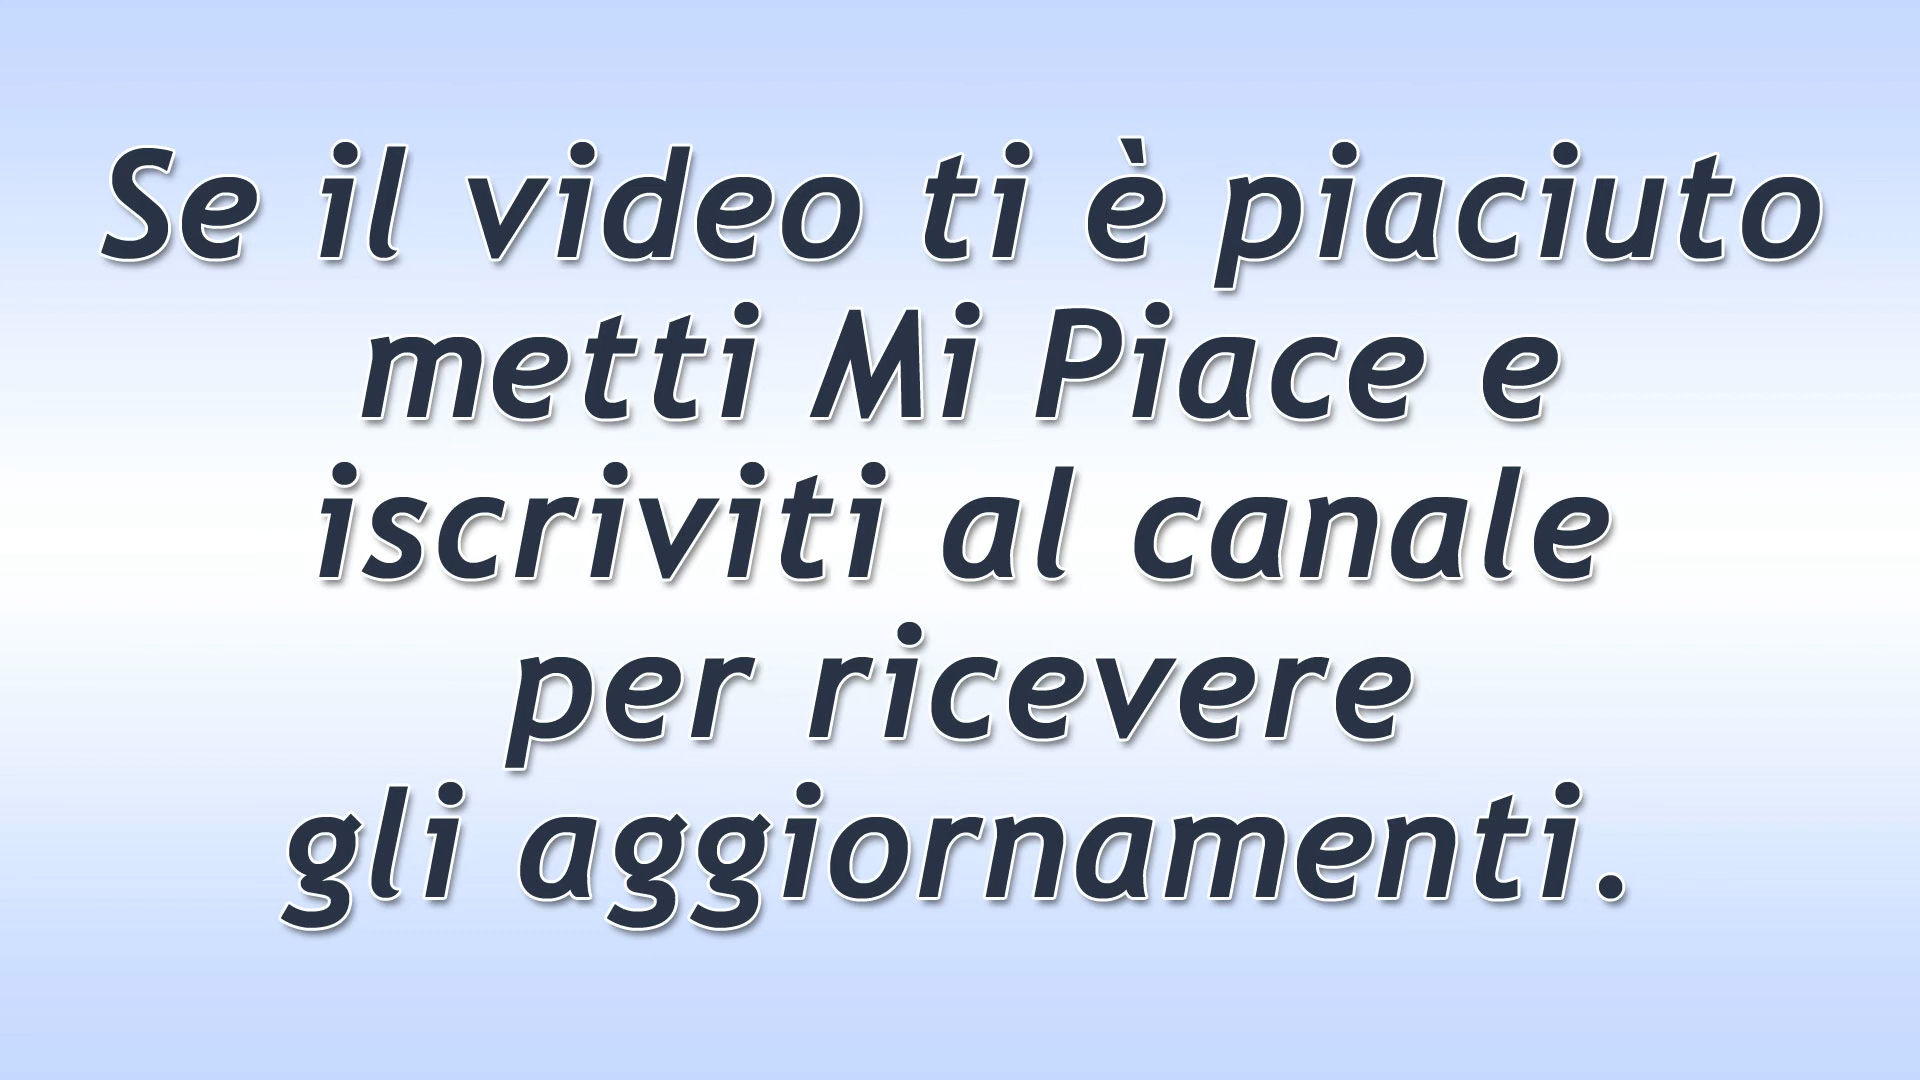 Se il video ti è piaciuto
metti Mi Piace e
iscriviti al canale
per ricevere
gli aggiornamenti.